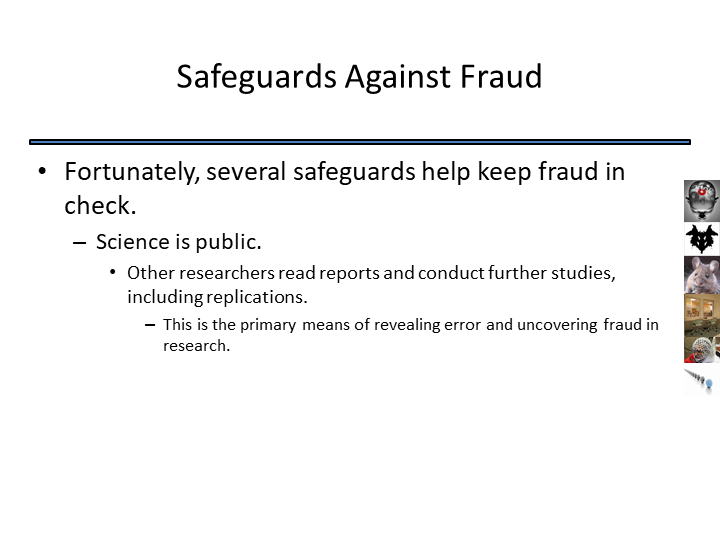 Safeguards Against Fraud
• Fortunately, several safeguards help keep fraud in
check.
– Science is public.
• Other researchers read reports and conduct further studies,
including replications.
– This is the primary means of revealing error and uncovering fraud in
research.